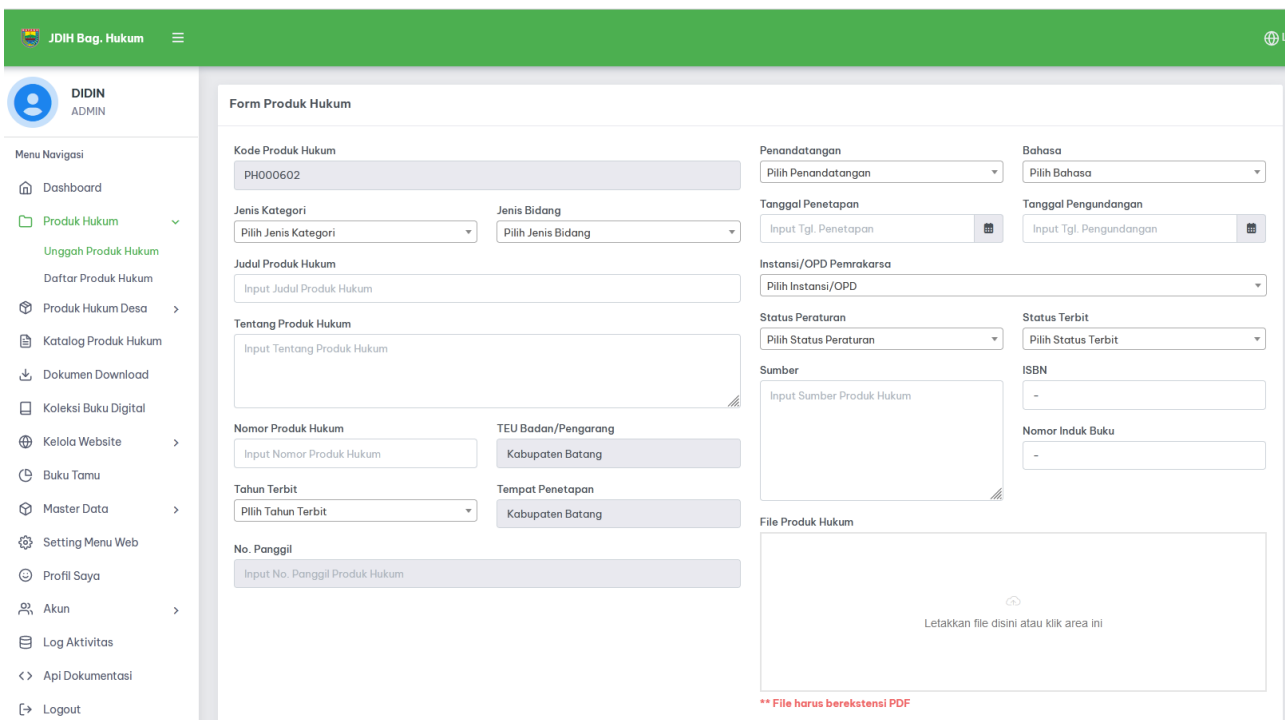 JDIH Bag. Hukum
DIDIN
ADMIN
Menu Navigasi
Dashboard
Produk Hukum
Unggah Produk Hukum
Daftar Produk Hukum
Produk Hukum Desa
Katalog Produk Hukum
Dokumen Download
Koleksi Buku Digital
Kelola Website
Buku Tamu
Master Data
Setting Menu Web
Profil Saya
Akun
Log Aktivitas
Api Dokumentasi
Logout
Form Produk Hukum
Kode Produk Hukum
PH000602
Jenis Kategori
Pilih Jenis Kategori
Jenis Bidang
Pilih Jenis Bidang
Judul Produk Hukum
Input Judul Produk Hukum
Tentang Produk Hukum
Input Tentang Produk Hukum
Nomor Produk Hukum
Input Nomor Produk Hukum
TEU Badan/Pengarang
Kabupaten Batang
Tahun Terbit
PIlih Tahun Terbit
Tempat Penetapan
Kabupaten Batang
No. Panggil
Input No. Panggil Produk Hukum
Penandatangan
Pilih Penandatangan
Bahasa
Pilih Bahasa
Tanggal Penetapan
Input Tgl. Penetapan
Tanggal Pengundangan
Input Tgl. Pengundangan
Instansi/OPD Pemrakarsa
Pilih Instansi/OPD
Status Peraturan
Pilih Status Peraturan
Status Terbit
Pilih Status Terbit
Sumber
Input Sumber Produk Hukum
ISBN
-
Nomor Induk Buku
-
File Produk Hukum
Letakkan file disini atau klik area ini
** File harus berekstensi PDF